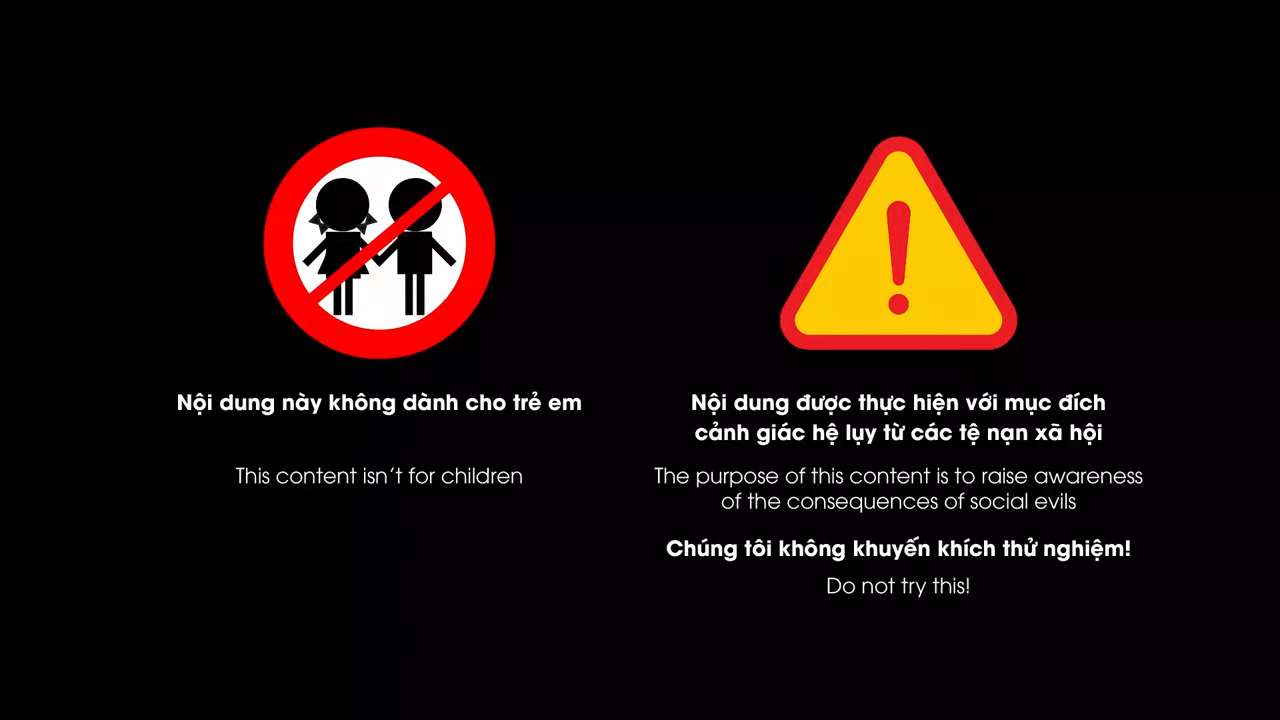 Nội dung này không dành cho trẻ em
This content isn’t for children
Nội dung được thực hiện với mục đích
cảnh giác hệ lụy từ các tệ nạn xã hội
The purpose of this content is to raise awareness
of the consequences of social evils
Chúng tôi không khuyến khích thử nghiệm!
Do not try this!